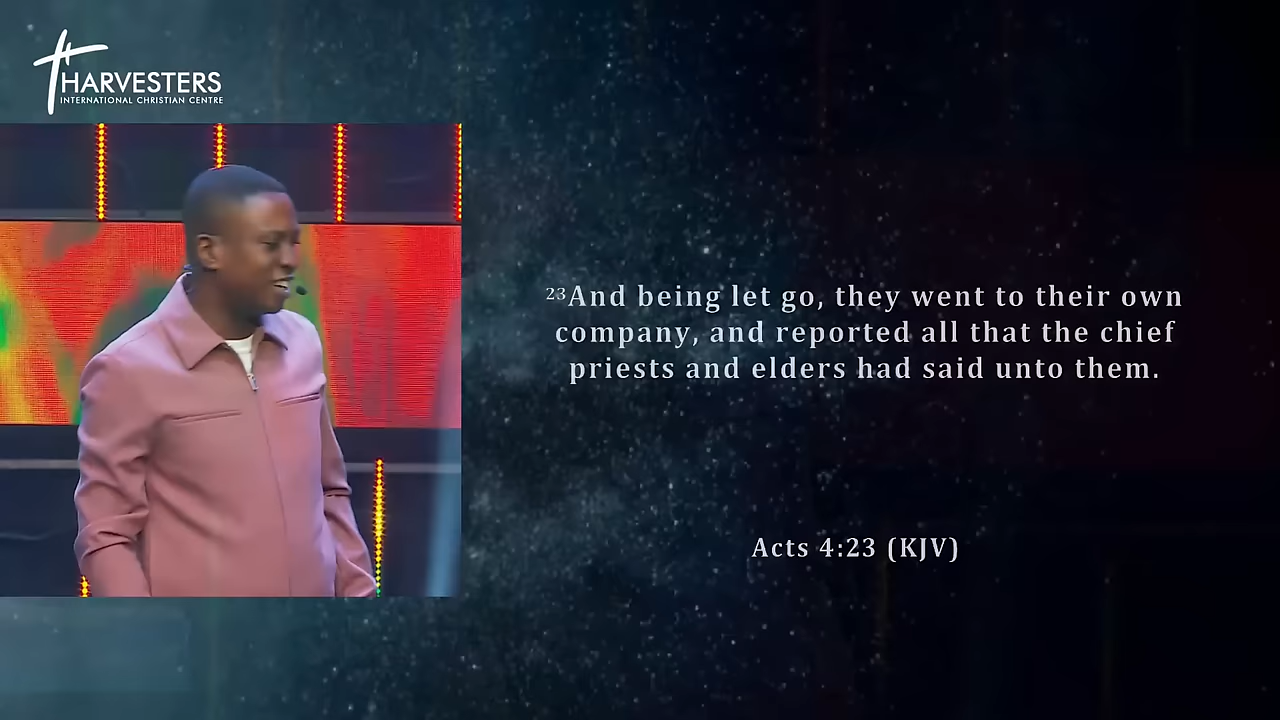 HARVESTERS
INTERNATIONAL CHRISTIAN CENTRE
23And being let go, they went to their own
company, and reported all that the chief
priests and elders had said unto them.
Acts 4:23 (KJV)